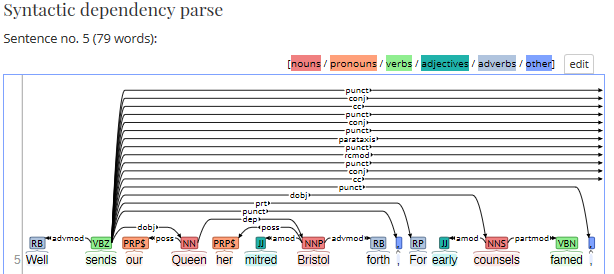 Syntactic dependency parse
Sentence no. 5 (79 words):
[nouns / pronouns / verbs / adjectives / adverbs / other] edit
punct
conj
cc
punct
conj
punct
parataxis
punct
rcmod
punct
conj
cc
punct
dobj
prt
punct
dep
dobj poss
advmod poss amod advmod amod partmod
RB VBZ PRP$ NN PRP$ JJ NNP RB , RP JJ NNS VBN ,
5 Well sends our Queen her mitred Bristol forth , For early counsels famed ,